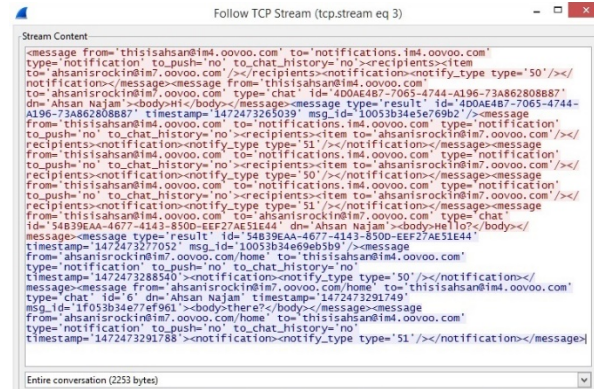 Follow TCP Stream (tcp.stream eq 3)
Stream Content
<message from='thisisahsan@im4.oovoo.com' to='notifications.im4.oovoo.com'
type='notification' to_push='no' to_chat_history='no'><recipients><item
to='ahsanisrockin@im7.oovoo.com'/></recipients><notification><notify_type type='50'/></
notification></message><message from='thisisahsan@im4.oovoo.com'
to='ahsanisrockin@im7.oovoo.com' type='chat' id='4D0AE4B7-7065-4744-A196-73A862808B87'
dn='Ahsan Najam'><body>Hi</body></message><message type='result' id='4D0AE4B7-7065-4744-
A196-73A862808B87' timestamp='1472473265039' msg_id='10053b34e5e769b2'/><message
from='thisisahsan@im4.oovoo.com' to='notifications.im4.oovoo.com' type='notification'
to_push='no' to_chat_history='no'><recipients><item to='ahsanisrockin@im7.oovoo.com'/></
recipients><notification><notify_type type='51'/></notification></message><message
from='thisisahsan@im4.oovoo.com' to='notifications.im4.oovoo.com' type='notification'
to_push='no' to_chat_history='no'><recipients><item to='ahsanisrockin@im7.oovoo.com'/></
recipients><notification><notify_type type='50'/></notification></message><message
from='thisisahsan@im4.oovoo.com' to='notifications.im4.oovoo.com' type='notification'
to_push='no' to_chat_history='no'><recipients><item to='ahsanisrockin@im7.oovoo.com'/></
recipients><notification><notify_type type='51'/></notification></message><message
from='thisisahsan@im4.oovoo.com' to='ahsanisrockin@im7.oovoo.com' type='chat'
id='54B39EAA-4677-4143-850D-EEF27AE51E44' dn='Ahsan Najam'><body>Hello?</body></
message><message type='result' id='54B39EAA-4677-4143-850D-EEF27AE51E44'
timestamp='1472473277052' msg_id='10053b34e69eb5b9'/><message
from='ahsanisrockin@im7.oovoo.com/home' to='thisisahsan@im4.oovoo.com'
type='notification' to_push='no' to_chat_history='no'
timestamp='1472473288540'><notification><notify_type type='50'/></notification></
message><message from='ahsanisrockin@im7.oovoo.com/home' to='thisisahsan@im4.oovoo.com'
type='chat' id='6' dn='Ahsan Najam' timestamp='1472473291749'
msg_id='1f053b34e77ef961'><body>there?</body></message><message
from='ahsanisrockin@im7.oovoo.com/home' to='thisisahsan@im4.oovoo.com'
type='notification' to_push='no' to_chat_history='no'
timestamp='1472473291788'><notification><notify_type type='51'/></notification></message>
Entire conversation (2253 bytes)